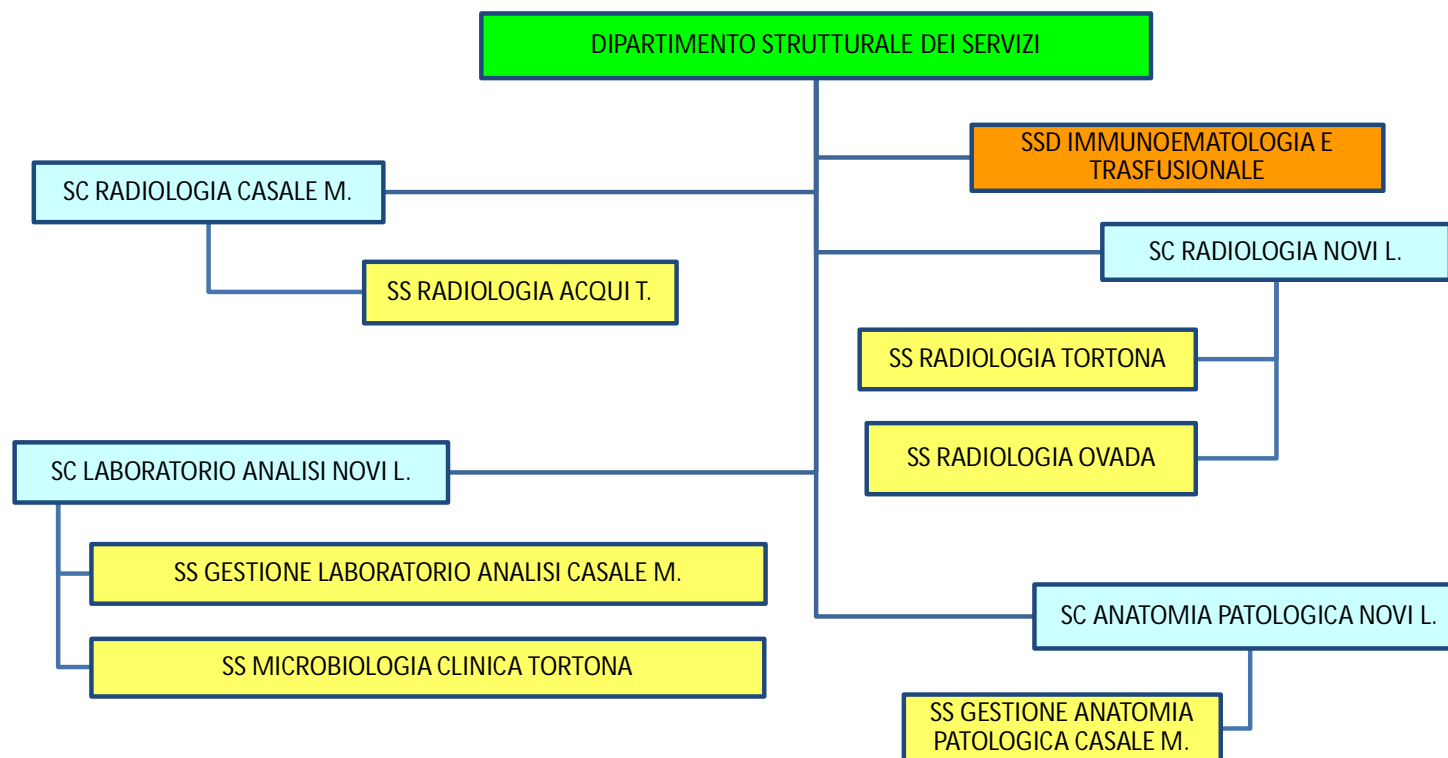 DIPARTIMENTO STRUTTURALE DEI SERVIZI
SSD IMMUNOEMATOLOGIA E
TRASFUSIONALE
SC RADIOLOGIA CASALE M.
SS RADIOLOGIA ACQUI T.
SC RADIOLOGIA NOVI L.
SS RADIOLOGIA TORTONA
SS RADIOLOGIA OVADA
SC LABORATORIO ANALISI NOVI L.
SS GESTIONE LABORATORIO ANALISI CASALE M.
SS MICROBIOLOGIA CLINICA TORTONA
SC ANATOMIA PATOLOGICA NOVI L.
SS GESTIONE ANATOMIA
PATOLOGICA CASALE M.